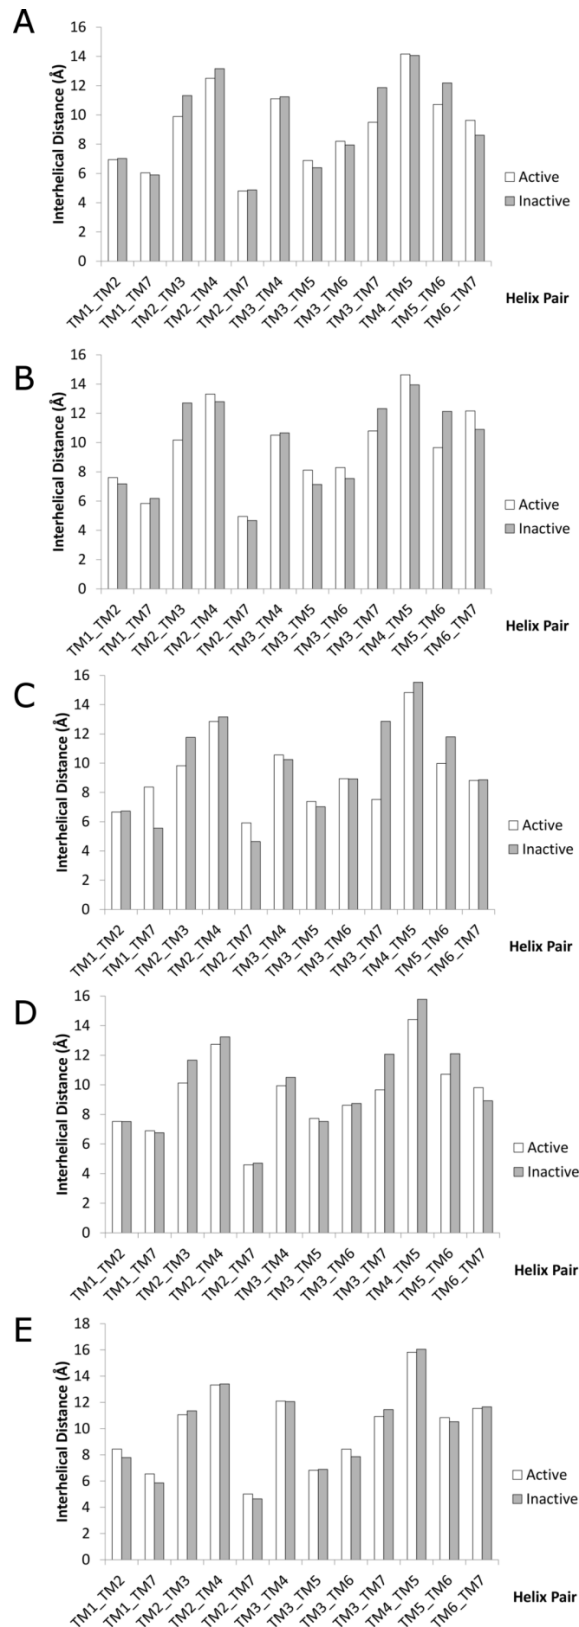 A
Interhelical Distance (Å)
16
14
12
10
8
6
4
2
0
Active
Inactive
TM1_TM2
TM1_TM7
TM2_TM3
TM2_TM4
TM2_TM7
TM3_TM4
TM3_TM5
TM3_TM6
TM3_TM7
TM4_TM5
TM5_TM6
TM6_TM7
Helix Pair
B
Interhelical Distance (Å)
16
14
12
10
8
6
4
2
0
Active
Inactive
TM1_TM2
TM1_TM7
TM2_TM3
TM2_TM4
TM2_TM7
TM3_TM4
TM3_TM5
TM3_TM6
TM3_TM7
TM4_TM5
TM5_TM6
TM6_TM7
Helix Pair
C
Interhelical Distance (Å)
16
14
12
10
8
6
4
2
0
Active
Inactive
TM1_TM2
TM1_TM7
TM2_TM3
TM2_TM4
TM2_TM7
TM3_TM4
TM3_TM5
TM3_TM6
TM3_TM7
TM4_TM5
TM5_TM6
TM6_TM7
Helix Pair
D
Interhelical Distance (Å)
16
14
12
10
8
6
4
2
0
Active
Inactive
TM1_TM2
TM1_TM7
TM2_TM3
TM2_TM4
TM2_TM7
TM3_TM4
TM3_TM5
TM3_TM6
TM3_TM7
TM4_TM5
TM5_TM6
TM6_TM7
Helix Pair
E
Interhelical Distance (Å)
18
16
14
12
10
8
6
4
2
0
Active
Inactive
TM1_TM2
TM1_TM7
TM2_TM3
TM2_TM4
TM2_TM7
TM3_TM4
TM3_TM5
TM3_TM6
TM3_TM7
TM4_TM5
TM5_TM6
TM6_TM7
Helix Pair